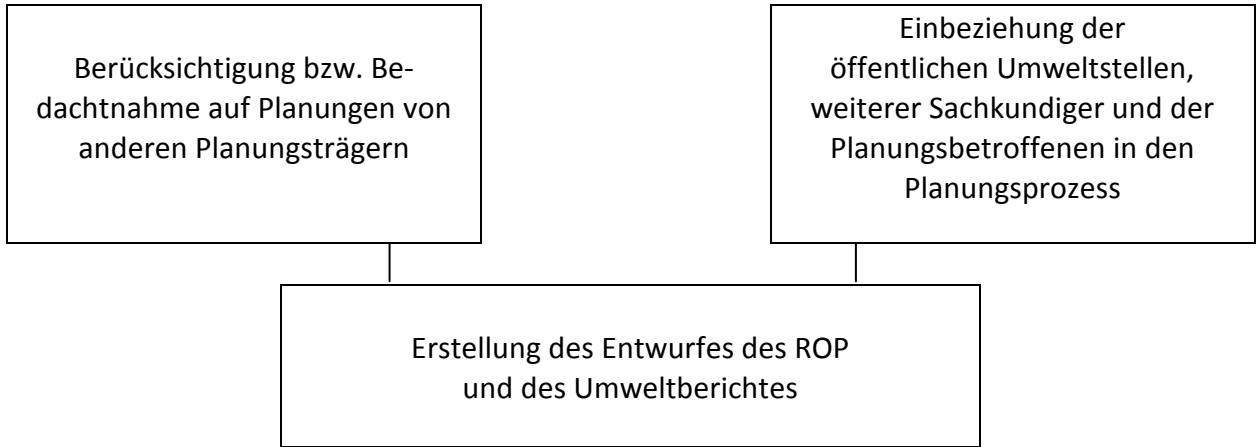 Berücksichtigung bzw. Be-
dachtnahme auf Planungen von
anderen Planungsträgern
Einbeziehung der
öffentlichen Umweltstellen,
weiterer Sachkundiger und der
Planungsbetroffenen in den
Planungsprozess
Erstellung des Entwurfes des ROP
und des Umweltberichtes